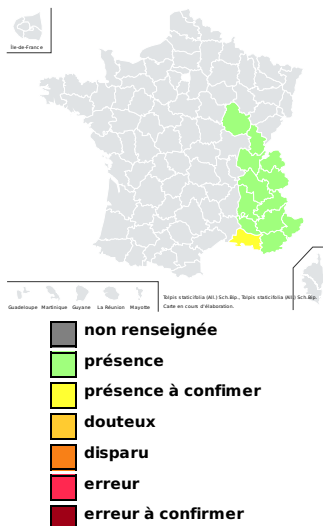 Île-de-France
Guadeloupe Martinique Guyane La Réunion Mayotte
Tolpis staticifolia (All.) Sch.Bip., Tolpis staticifolia (All.) Sch.Bip.
Carte en cours d'élaboration.
non renseignée
présence
présence à confimer
douteux
disparu
erreur
erreur à confirmer